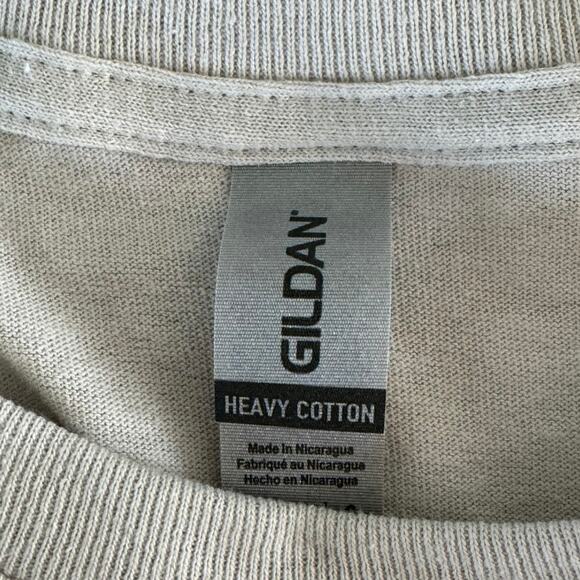 GILDAN®
HEAVY COTTON
Made in Nicaragua
Fabriqué au Nicaragua
Hecho en Nicaragua